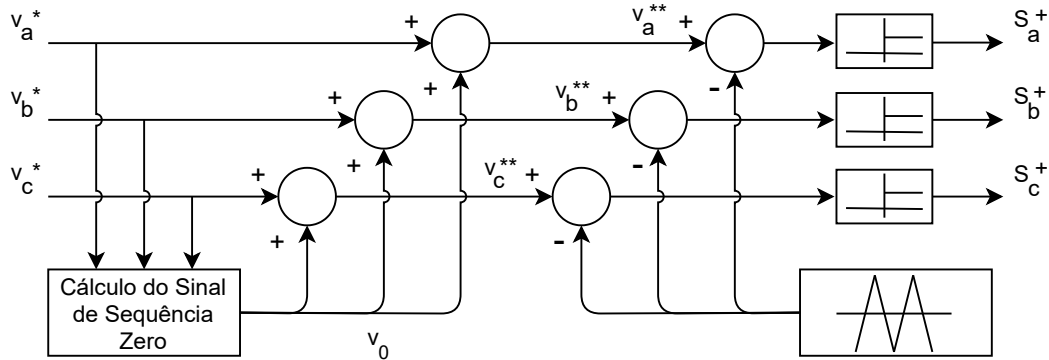 v_a^* + v_a^** + S_a^+
+ -
v_b^* + v_b^** + S_b^+
+ -
v_c^* + v_c^** + S_c^+
+ -
Cálculo do Sinal
de Sequência
Zero
v_0